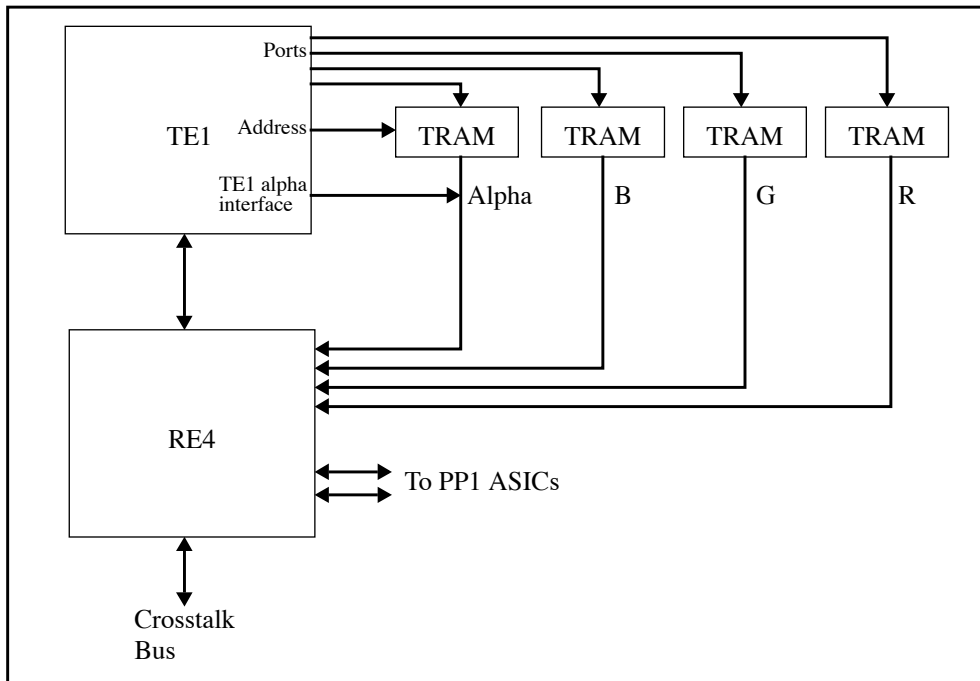 Ports
TE1
Address
TE1 alpha
interface
TRAM
TRAM
TRAM
TRAM
Alpha
B
G
R
RE4
To PP1 ASICs
Crosstalk
Bus